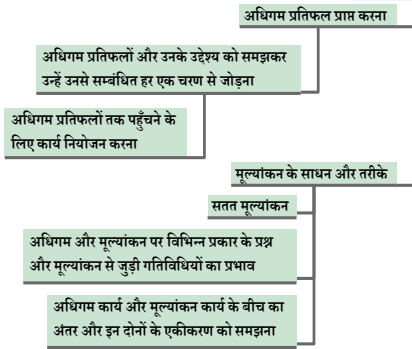 अधिगम प्रतिफल प्राप्त करना
अधिगम प्रतिफलों और उनके उद्देश्य को समझकर
उन्हें उनसे सम्बंधित हर एक चरण से जोड़ना
अधिगम प्रतिफलों तक पहुँचने के
लिए कार्य नियोजन करना
मूल्यांकन के साधन और तरीके
सतत मूल्यांकन
अधिगम और मूल्यांकन पर विभिन्न प्रकार के प्रश्न
और मूल्यांकन से जुड़ी गतिविधियों का प्रभाव
अधिगम कार्य और मूल्यांकन कार्य के बीच का
अंतर और इन दोनों के एकीकरण को समझना